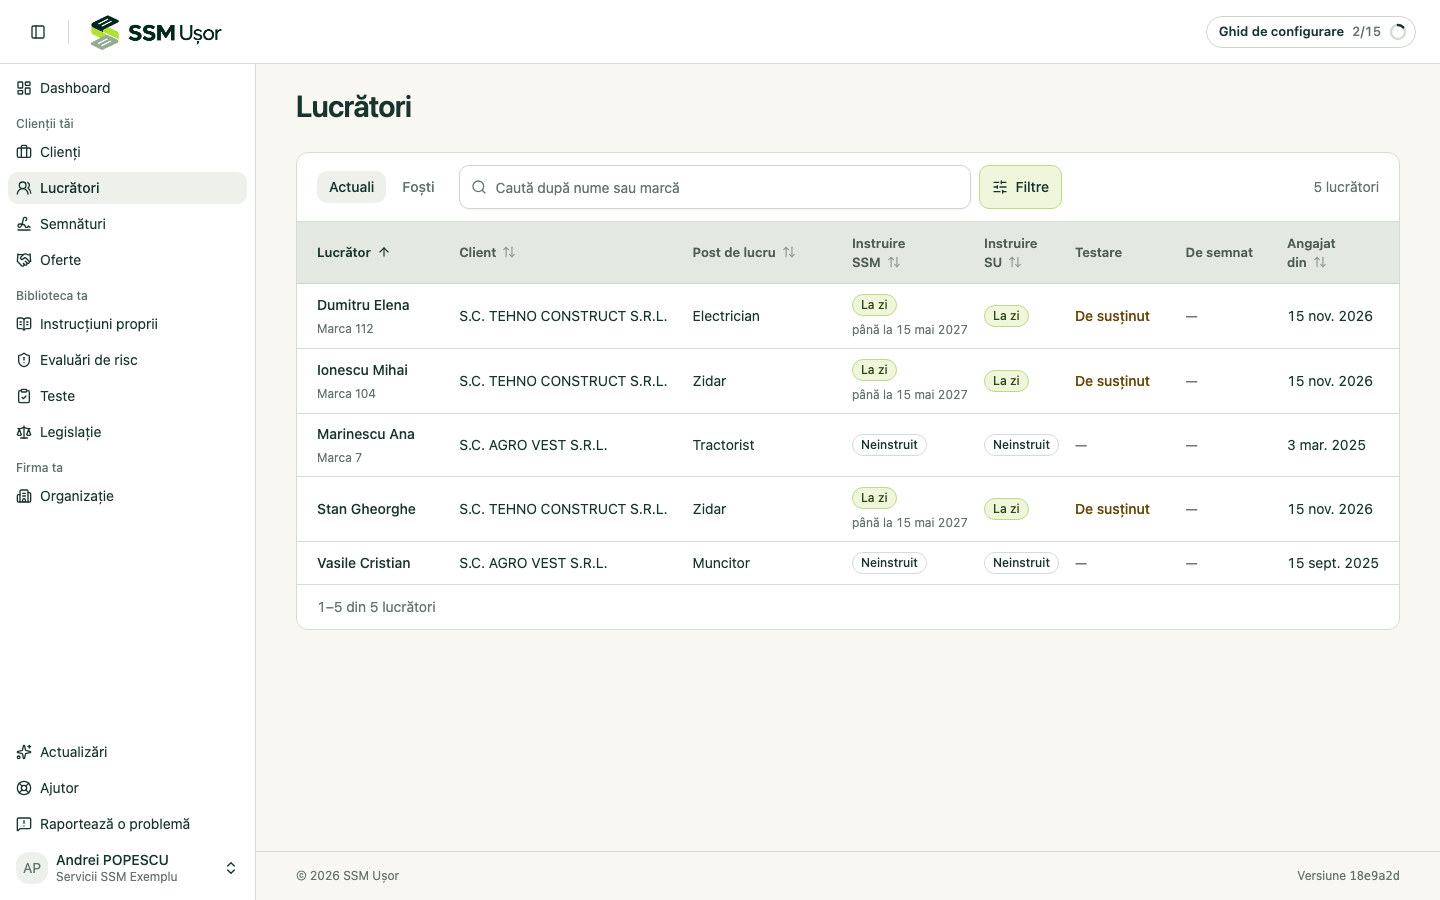 SSM Ușor
Ghid de configurare 2/15
Dashboard
Clienții tăi
Clienți
Lucrători
Semnături
Oferte
Biblioteca ta
Instrucțiuni proprii
Evaluări de risc
Teste
Legislație
Firma ta
Organizație
Actualizări
Ajutor
Raportează o problemă
AP
Andrei POPESCU
Servicii SSM Exemplu
Lucrători
Actuali Foști Caută după nume sau marcă Filtre 5 lucrători
Lucrător Client Post de lucru Instruire SSM Instruire SU Testare De semnat Angajat din
Dumitru Elena Marca 112 S.C. TEHNO CONSTRUCT S.R.L. Electrician La zi până la 15 mai 2027 La zi De susținut — 15 nov. 2026
Ionescu Mihai Marca 104 S.C. TEHNO CONSTRUCT S.R.L. Zidar La zi până la 15 mai 2027 La zi De susținut — 15 nov. 2026
Marinescu Ana Marca 7 S.C. AGRO VEST S.R.L. Tractorist Neinstruit Neinstruit — — 3 mar. 2025
Stan Gheorghe S.C. TEHNO CONSTRUCT S.R.L. Zidar La zi până la 15 mai 2027 La zi De susținut — 15 nov. 2026
Vasile Cristian S.C. AGRO VEST S.R.L. Muncitor Neinstruit Neinstruit — — 15 sept. 2025
1–5 din 5 lucrători
© 2026 SSM Ușor
Versiune 18e9a2d